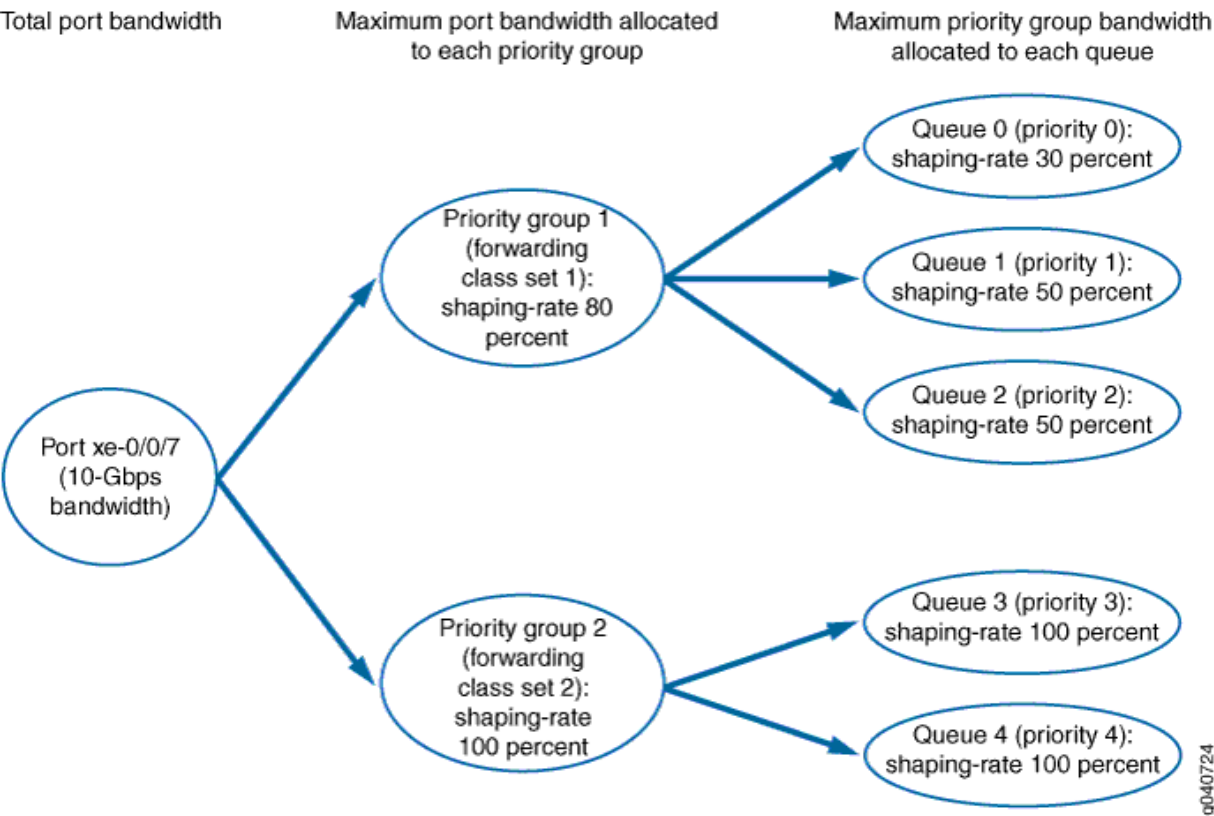 Total port bandwidth
Maximum port bandwidth allocated
to each priority group
Maximum priority group bandwidth
allocated to each queue
Port xe-0/0/7
(10-Gbps
bandwidth)
Priority group 1
(forwarding
class set 1):
shaping-rate 80
percent
Queue 0 (priority 0):
shaping-rate 30 percent
Queue 1 (priority 1):
shaping-rate 50 percent
Queue 2 (priority 2):
shaping-rate 50 percent
Priority group 2
(forwarding
class set 2):
shaping-rate
100 percent
Queue 3 (priority 3):
shaping-rate 100 percent
Queue 4 (priority 4):
shaping-rate 100 percent
g040724